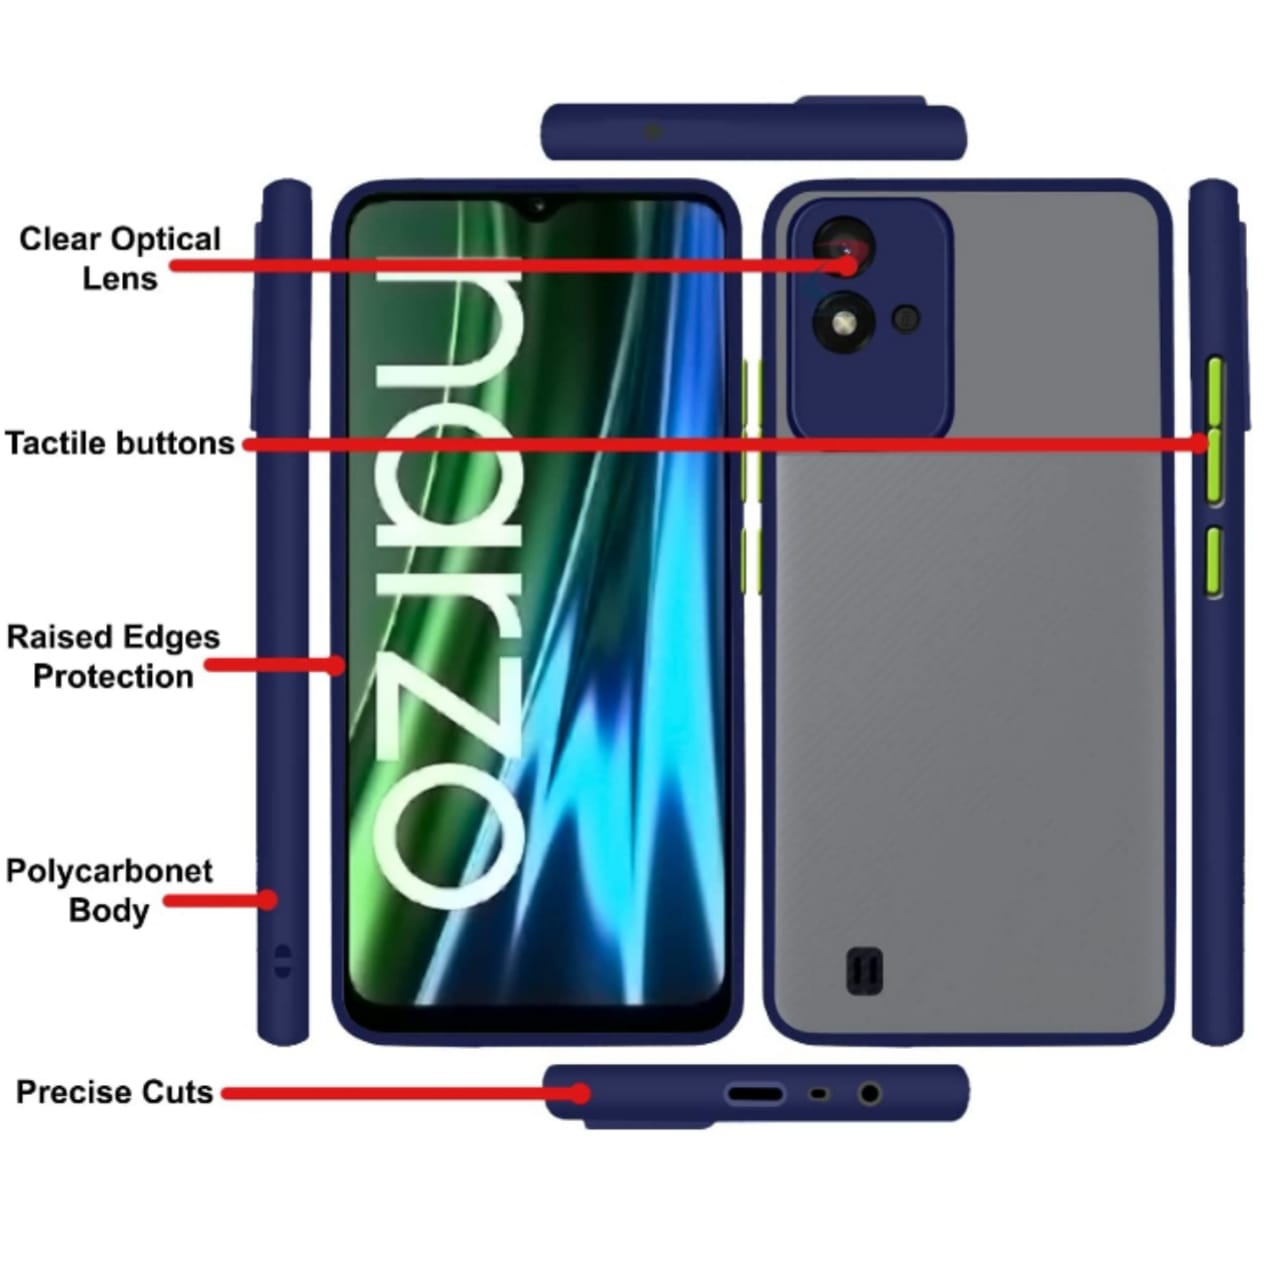 Clear Optical
Lens
Tactile buttons
Raised Edges
Protection
Polycarbonet
Body
Precise Cuts
narzo